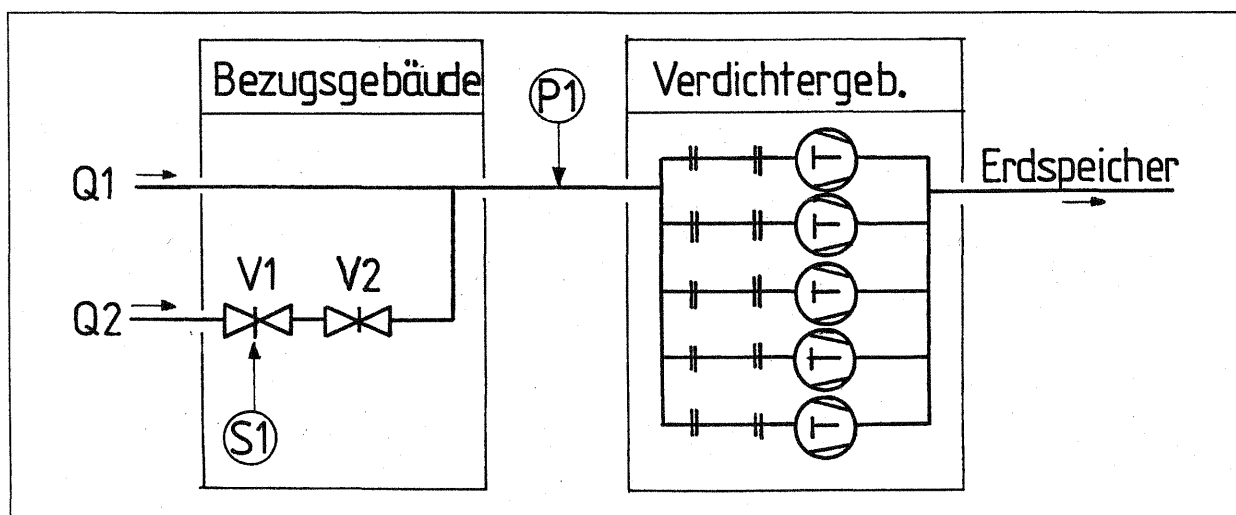 Bezugsgebäude
P1
Verdichtergeb.
Q1
Erdspeicher
V1
V2
Q2
S1
T
T
T
T
T